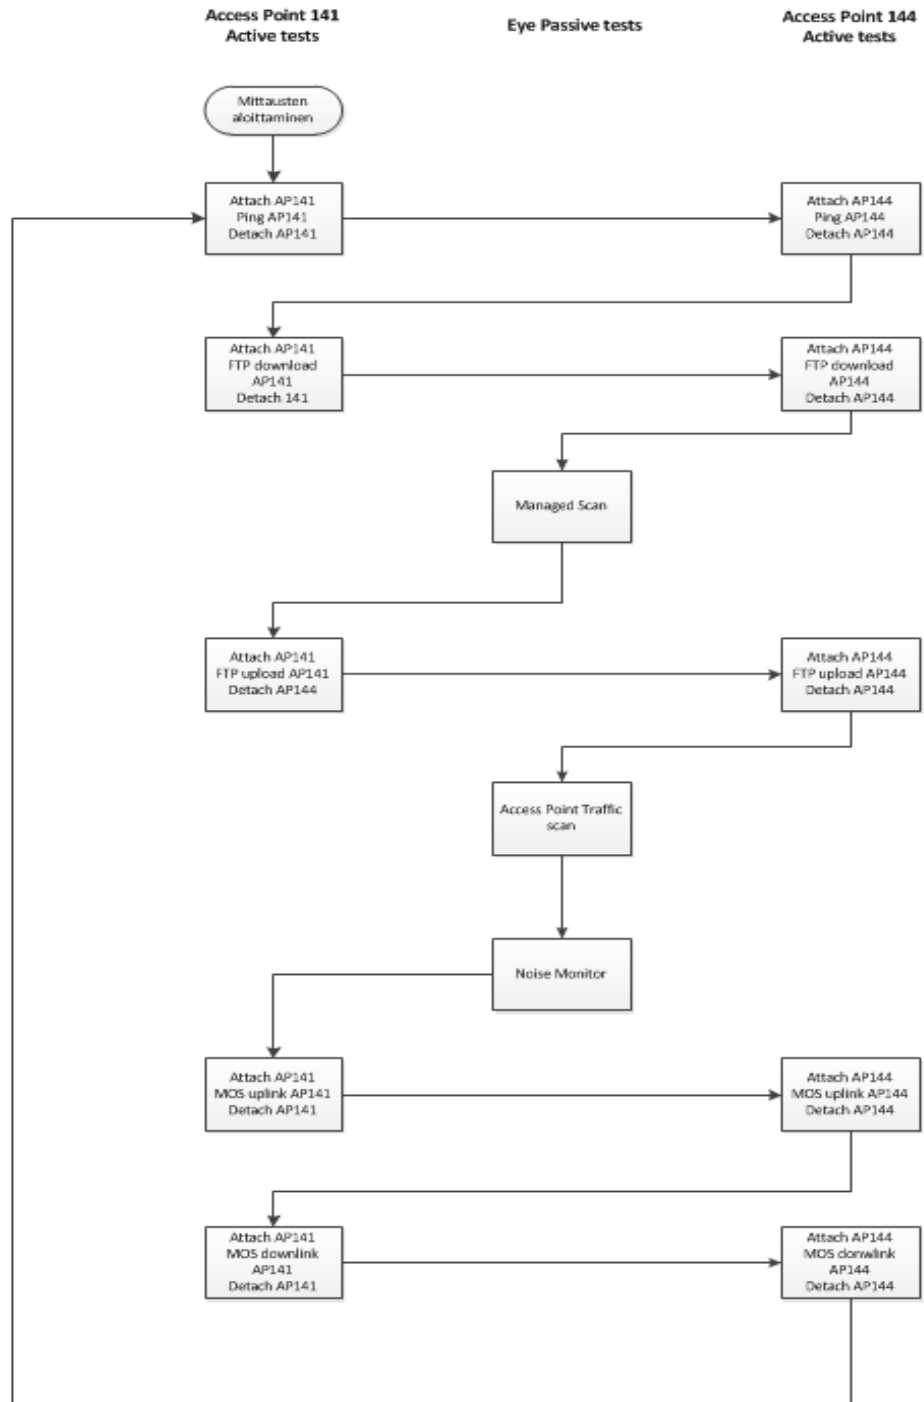 Access Point 141
Active tests
Eye Passive tests
Access Point 144
Active tests
Mittausten
aloittaminen
Attach AP141
Ping AP141
Detach AP141
Attach AP144
Ping AP144
Detach AP144
Attach AP141
FTP download
AP141
Detach 141
Attach AP144
FTP download
AP144
Detach AP144
Managed Scan
Attach AP141
FTP upload AP141
Detach AP144
Attach AP144
FTP upload AP144
Detach AP144
Access Point Traffic
scan
Noise Monitor
Attach AP141
MOS uplink AP141
Detach AP141
Attach AP144
MOS uplink AP144
Detach AP144
Attach AP141
MOS downlink
AP141
Detach AP141
Attach AP144
MOS donwlink
AP144
Detach AP144